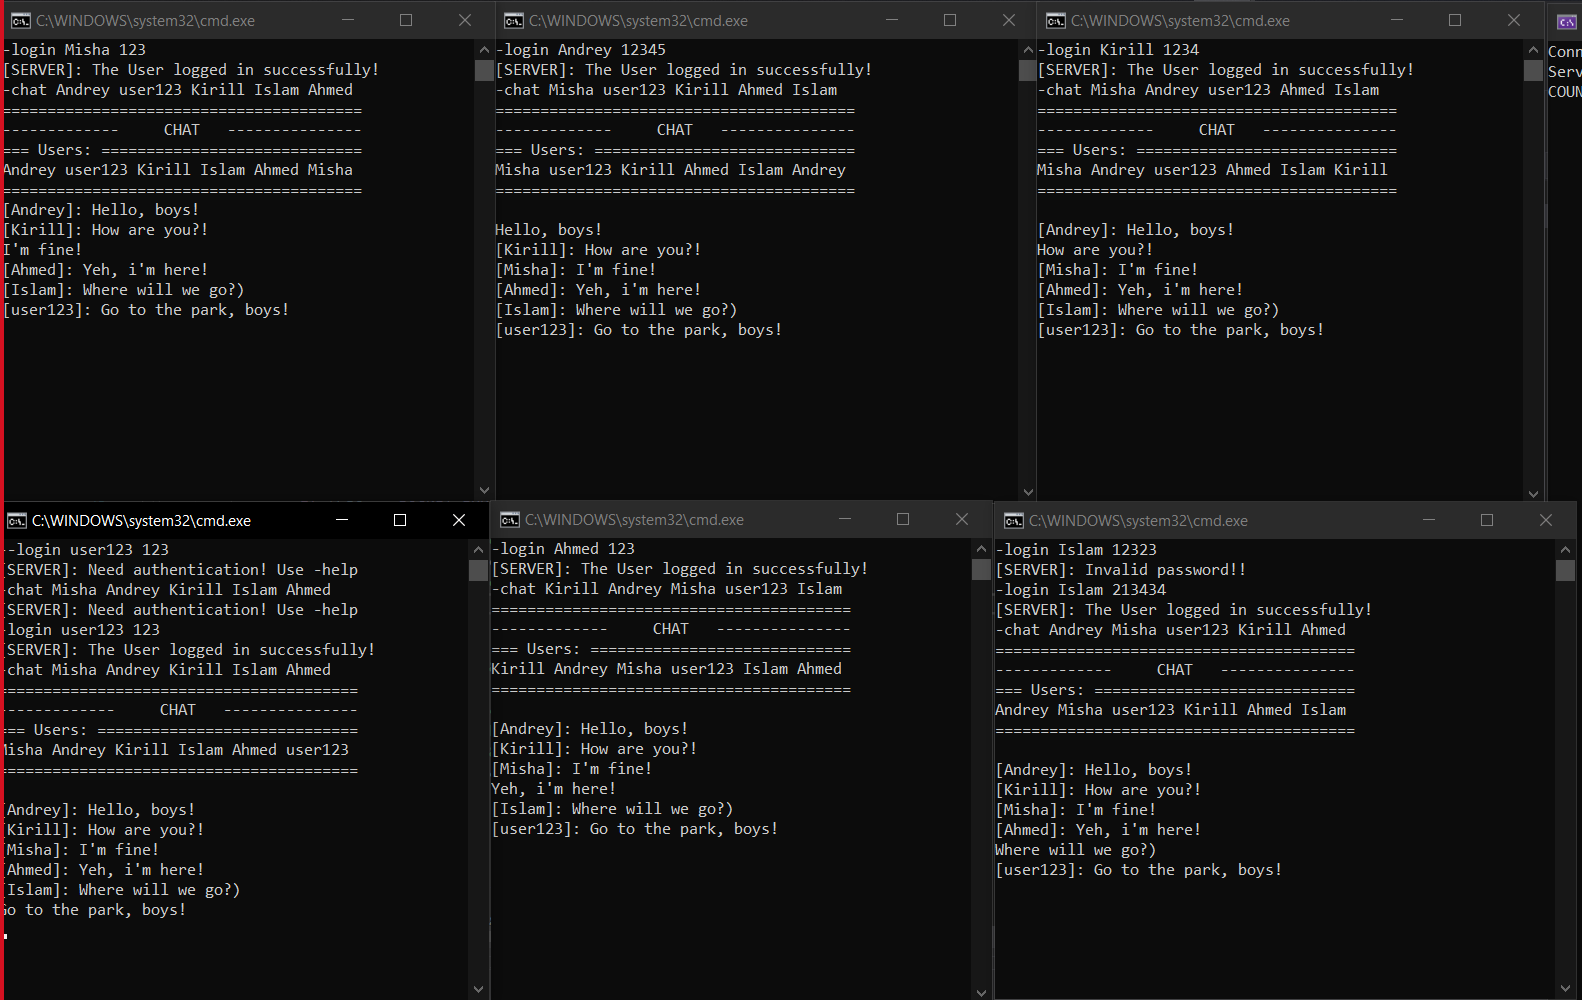 C:\WINDOWS\system32\cmd.exe
-login Misha 123
[SERVER]: The User logged in successfully!
-chat Andrey user123 Kirill Islam Ahmed
========================================
-------------     CHAT   ---------------
=== Users: =============================
Andrey user123 Kirill Islam Ahmed Misha
========================================
[Andrey]: Hello, boys!
[Kirill]: How are you?!
I'm fine!
[Ahmed]: Yeh, i'm here!
[Islam]: Where will we go?)
[user123]: Go to the park, boys!
C:\WINDOWS\system32\cmd.exe
-login Andrey 12345
[SERVER]: The User logged in successfully!
-chat Misha user123 Kirill Ahmed Islam
========================================
-------------     CHAT   ---------------
=== Users: =============================
Misha user123 Kirill Ahmed Islam Andrey
========================================
Hello, boys!
[Kirill]: How are you?!
[Misha]: I'm fine!
[Ahmed]: Yeh, i'm here!
[Islam]: Where will we go?)
[user123]: Go to the park, boys!
C:\WINDOWS\system32\cmd.exe
-login Kirill 1234
[SERVER]: The User logged in successfully!
-chat Misha Andrey user123 Ahmed Islam
========================================
-------------     CHAT   ---------------
=== Users: =============================
Misha Andrey user123 Ahmed Islam Kirill
========================================
[Andrey]: Hello, boys!
How are you?!
[Misha]: I'm fine!
[Ahmed]: Yeh, i'm here!
[Islam]: Where will we go?)
[user123]: Go to the park, boys!
Conn
Serv
COUN
C:\WINDOWS\system32\cmd.exe
--login user123 123
[SERVER]: Need authentication! Use -help
-chat Misha Andrey Kirill Islam Ahmed
[SERVER]: Need authentication! Use -help
-login user123 123
[SERVER]: The User logged in successfully!
-chat Misha Andrey Kirill Islam Ahmed
========================================
-------------     CHAT   ---------------
=== Users: =============================
Misha Andrey Kirill Islam Ahmed user123
========================================
[Andrey]: Hello, boys!
[Kirill]: How are you?!
[Misha]: I'm fine!
[Ahmed]: Yeh, i'm here!
[Islam]: Where will we go?)
Go to the park, boys!
C:\WINDOWS\system32\cmd.exe
-login Ahmed 123
[SERVER]: The User logged in successfully!
-chat Kirill Andrey Misha user123 Islam
========================================
-------------     CHAT   ---------------
=== Users: =============================
Kirill Andrey Misha user123 Islam Ahmed
========================================
[Andrey]: Hello, boys!
[Kirill]: How are you?!
[Misha]: I'm fine!
Yeh, i'm here!
[Islam]: Where will we go?)
[user123]: Go to the park, boys!
C:\WINDOWS\system32\cmd.exe
-login Islam 12323
[SERVER]: Invalid password!!
-login Islam 213434
[SERVER]: The User logged in successfully!
-chat Andrey Misha user123 Kirill Ahmed
========================================
-------------     CHAT   ---------------
=== Users: =============================
Andrey Misha user123 Kirill Ahmed Islam
========================================
[Andrey]: Hello, boys!
[Kirill]: How are you?!
[Misha]: I'm fine!
[Ahmed]: Yeh, i'm here!
Where will we go?)
[user123]: Go to the park, boys!